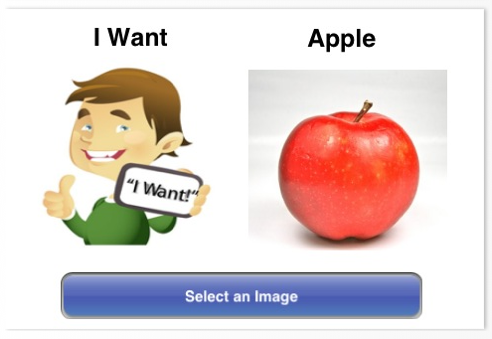 I Want
Apple
“I Want!”
Select an Image